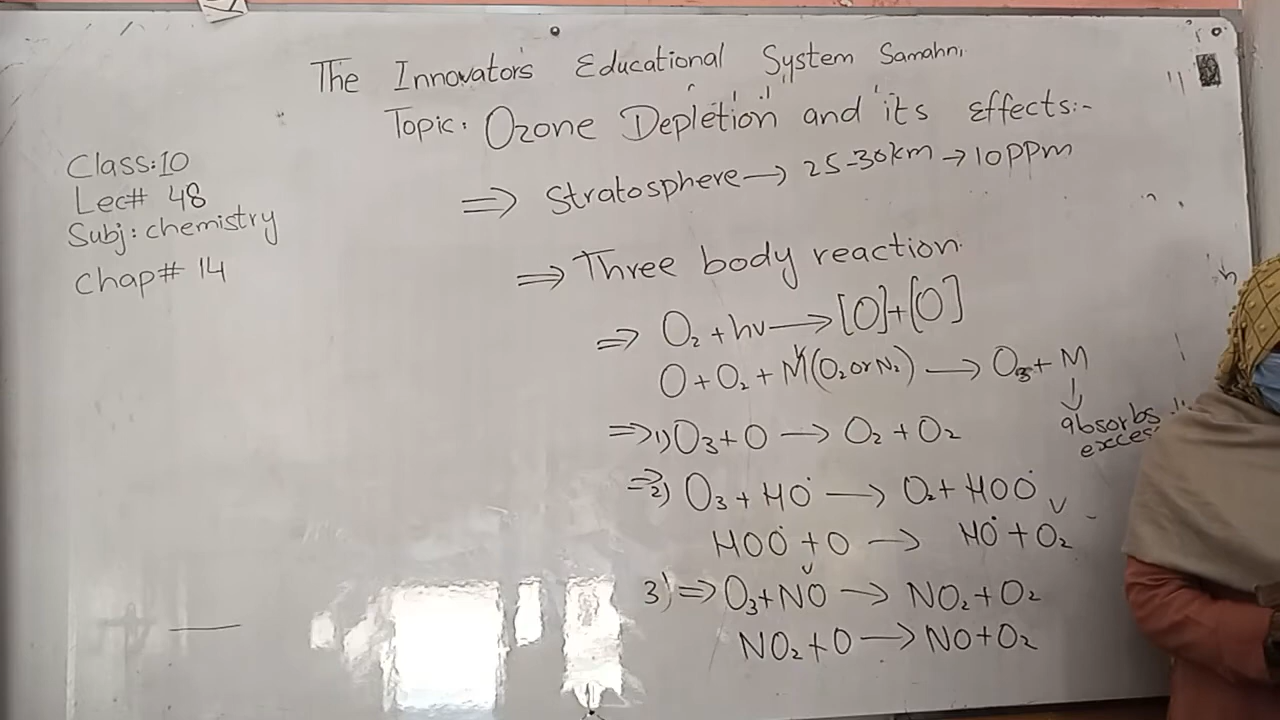 The Innovators Educational System Samahni
Topic: Ozone Depletion and its effects:-
Class:10
Lec# 48
Subj: chemistry
Chap# 14
⇒ Stratosphere → 25-30km → 10PPm
⇒ Three body reaction
⇒ O₂ + hν → [O]+[O]
O + O₂ + M(O₂ or N₂) → O₃ + M
↓
absorbs
⇒1) O₃ + O → O₂ + O₂
⇒2) O₃ + HO˙ → O₂ + HOO˙
HOO˙ + O → HO˙ + O₂
3) ⇒ O₃ + NO → NO₂ + O₂
NO₂ + O → NO + O₂